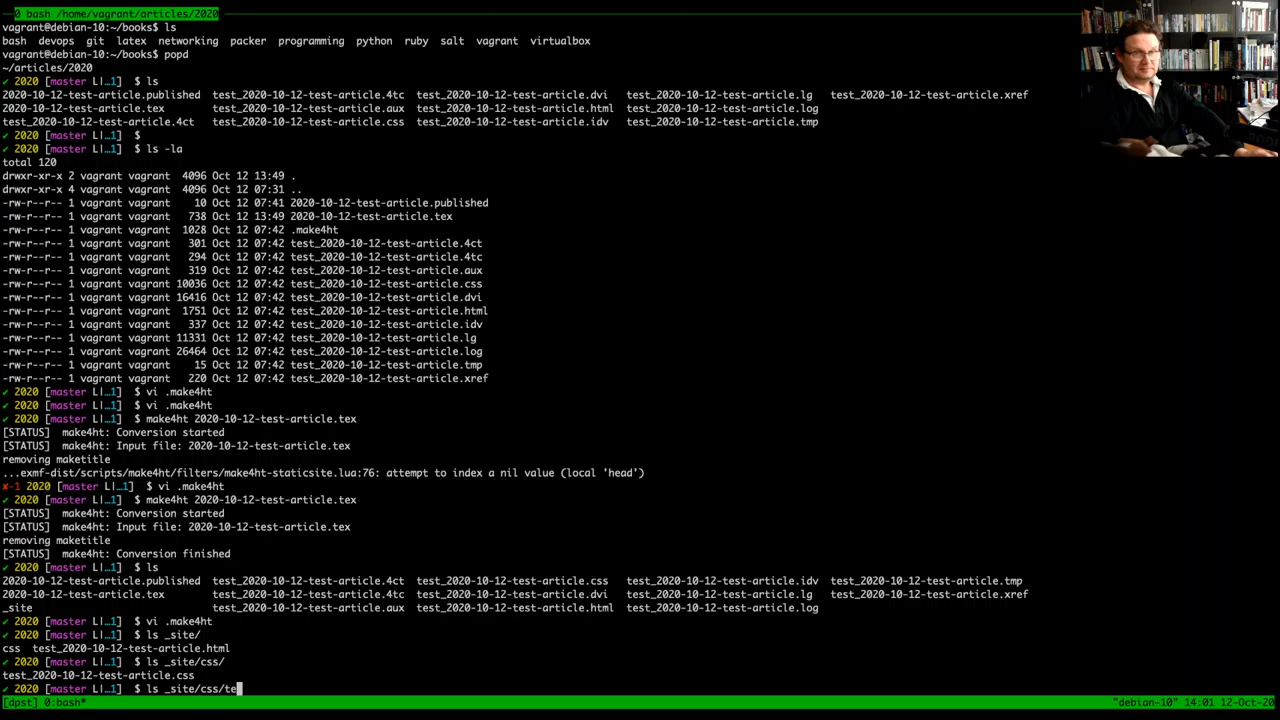 0 bash /home/vagrant/articles/2020
vagrant@debian-10:~/books$ ls
bash  devops  git  latex  networking  packer  programming  python  ruby  salt  vagrant  virtualbox
vagrant@debian-10:~/books$ popd
~/articles/2020
✔ 2020 [master L|…1]  $ ls
2020-10-12-test-article.published  test_2020-10-12-test-article.4tc  test_2020-10-12-test-article.dvi   test_2020-10-12-test-article.lg   test_2020-10-12-test-article.xref
2020-10-12-test-article.tex        test_2020-10-12-test-article.aux  test_2020-10-12-test-article.html  test_2020-10-12-test-article.log
test_2020-10-12-test-article.4ct   test_2020-10-12-test-article.css  test_2020-10-12-test-article.idv   test_2020-10-12-test-article.tmp
✔ 2020 [master L|…1]  $
✔ 2020 [master L|…1]  $ ls -la
total 120
drwxr-xr-x 2 vagrant vagrant  4096 Oct 12 13:49 .
drwxr-xr-x 4 vagrant vagrant  4096 Oct 12 07:31 ..
-rw-r--r-- 1 vagrant vagrant    10 Oct 12 07:41 2020-10-12-test-article.published
-rw-r--r-- 1 vagrant vagrant   738 Oct 12 13:49 2020-10-12-test-article.tex
-rw-r--r-- 1 vagrant vagrant  1028 Oct 12 07:42 .make4ht
-rw-r--r-- 1 vagrant vagrant   301 Oct 12 07:42 test_2020-10-12-test-article.4ct
-rw-r--r-- 1 vagrant vagrant   294 Oct 12 07:42 test_2020-10-12-test-article.4tc
-rw-r--r-- 1 vagrant vagrant   319 Oct 12 07:42 test_2020-10-12-test-article.aux
-rw-r--r-- 1 vagrant vagrant 10036 Oct 12 07:42 test_2020-10-12-test-article.css
-rw-r--r-- 1 vagrant vagrant 16416 Oct 12 07:42 test_2020-10-12-test-article.dvi
-rw-r--r-- 1 vagrant vagrant  1751 Oct 12 07:42 test_2020-10-12-test-article.html
-rw-r--r-- 1 vagrant vagrant   337 Oct 12 07:42 test_2020-10-12-test-article.idv
-rw-r--r-- 1 vagrant vagrant 11331 Oct 12 07:42 test_2020-10-12-test-article.lg
-rw-r--r-- 1 vagrant vagrant 26464 Oct 12 07:42 test_2020-10-12-test-article.log
-rw-r--r-- 1 vagrant vagrant    15 Oct 12 07:42 test_2020-10-12-test-article.tmp
-rw-r--r-- 1 vagrant vagrant   220 Oct 12 07:42 test_2020-10-12-test-article.xref
✔ 2020 [master L|…1]  $ vi .make4ht
✔ 2020 [master L|…1]  $ vi .make4ht
✔ 2020 [master L|…1]  $ make4ht 2020-10-12-test-article.tex
[STATUS]  make4ht: Conversion started
[STATUS]  make4ht: Input file: 2020-10-12-test-article.tex
removing maketitle
...exmf-dist/scripts/make4ht/filters/make4ht-staticsite.lua:76: attempt to index a nil value (local 'head')
✘-1 2020 [master L|…1]  $ vi .make4ht
✔ 2020 [master L|…1]  $ make4ht 2020-10-12-test-article.tex
[STATUS]  make4ht: Conversion started
[STATUS]  make4ht: Input file: 2020-10-12-test-article.tex
removing maketitle
[STATUS]  make4ht: Conversion finished
✔ 2020 [master L|…1]  $ ls
2020-10-12-test-article.published  test_2020-10-12-test-article.4ct  test_2020-10-12-test-article.css   test_2020-10-12-test-article.idv  test_2020-10-12-test-article.tmp
2020-10-12-test-article.tex        test_2020-10-12-test-article.4tc  test_2020-10-12-test-article.dvi   test_2020-10-12-test-article.lg   test_2020-10-12-test-article.xref
_site                              test_2020-10-12-test-article.aux  test_2020-10-12-test-article.html  test_2020-10-12-test-article.log
✔ 2020 [master L|…1]  $ vi .make4ht
✔ 2020 [master L|…1]  $ ls _site/
css  test_2020-10-12-test-article.html
✔ 2020 [master L|…1]  $ ls _site/css/
test_2020-10-12-test-article.css
✔ 2020 [master L|…1]  $ ls _site/css/te
[dpst] 0:bash*                    "debian-10" 14:01 12-Oct-20